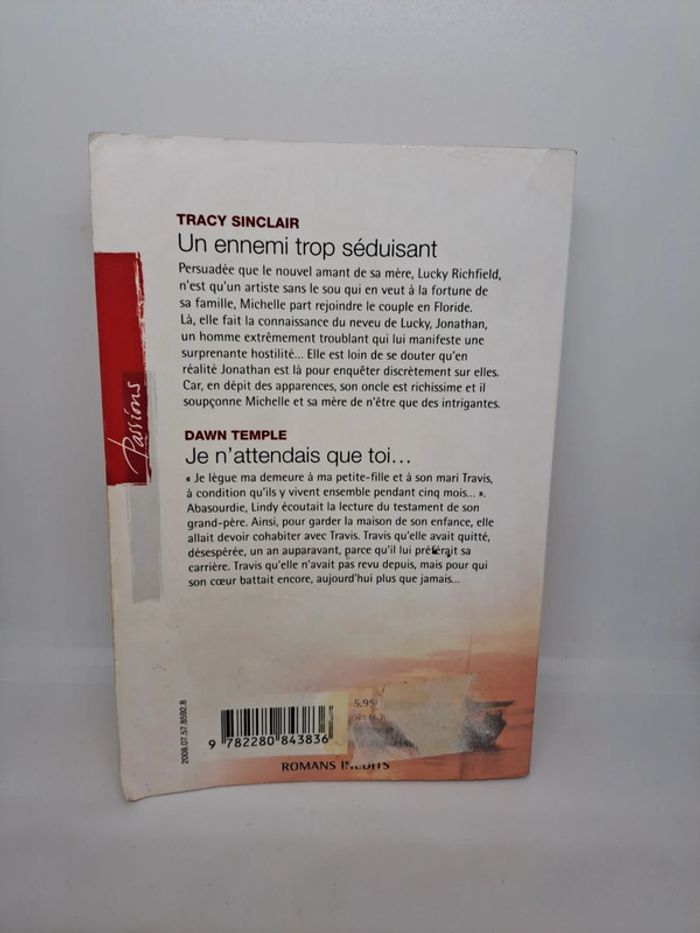 TRACY SINCLAIR
Un ennemi trop séduisant
Persuadée que le nouvel amant de sa mère, Lucky Richfield,
n'est qu'un artiste sans le sou qui en veut à la fortune de
sa famille, Michelle part rejoindre le couple en Floride.
Là, elle fait la connaissance du neveu de Lucky, Jonathan,
un homme extrêmement troublant qui lui manifeste une
surprenante hostilité... Elle est loin de se douter qu'en
réalité Jonathan est là pour enquêter discrètement sur elles.
Car, en dépit des apparences, son oncle est richissime et il
soupçonne Michelle et sa mère de n'être que des intrigantes.
Passions
DAWN TEMPLE
Je n'attendais que toi...
« Je lègue ma demeure à ma petite-fille et à son mari Travis,
à condition qu'ils y vivent ensemble pendant cinq mois... ».
Abasourdie, Lindy écoutait la lecture du testament de son
grand-père. Ainsi, pour garder la maison de son enfance, elle
allait devoir cohabiter avec Travis. Travis qu'elle avait quitté,
désespérée, un an auparavant, parce qu'il lui préférait sa
carrière. Travis qu'elle n'avait pas revu depuis, mais pour qui
son cœur battait encore, aujourd'hui plus que jamais...
2008.07.57.8592.8
5,95
9 782280 843836
ROMANS INÉDITS